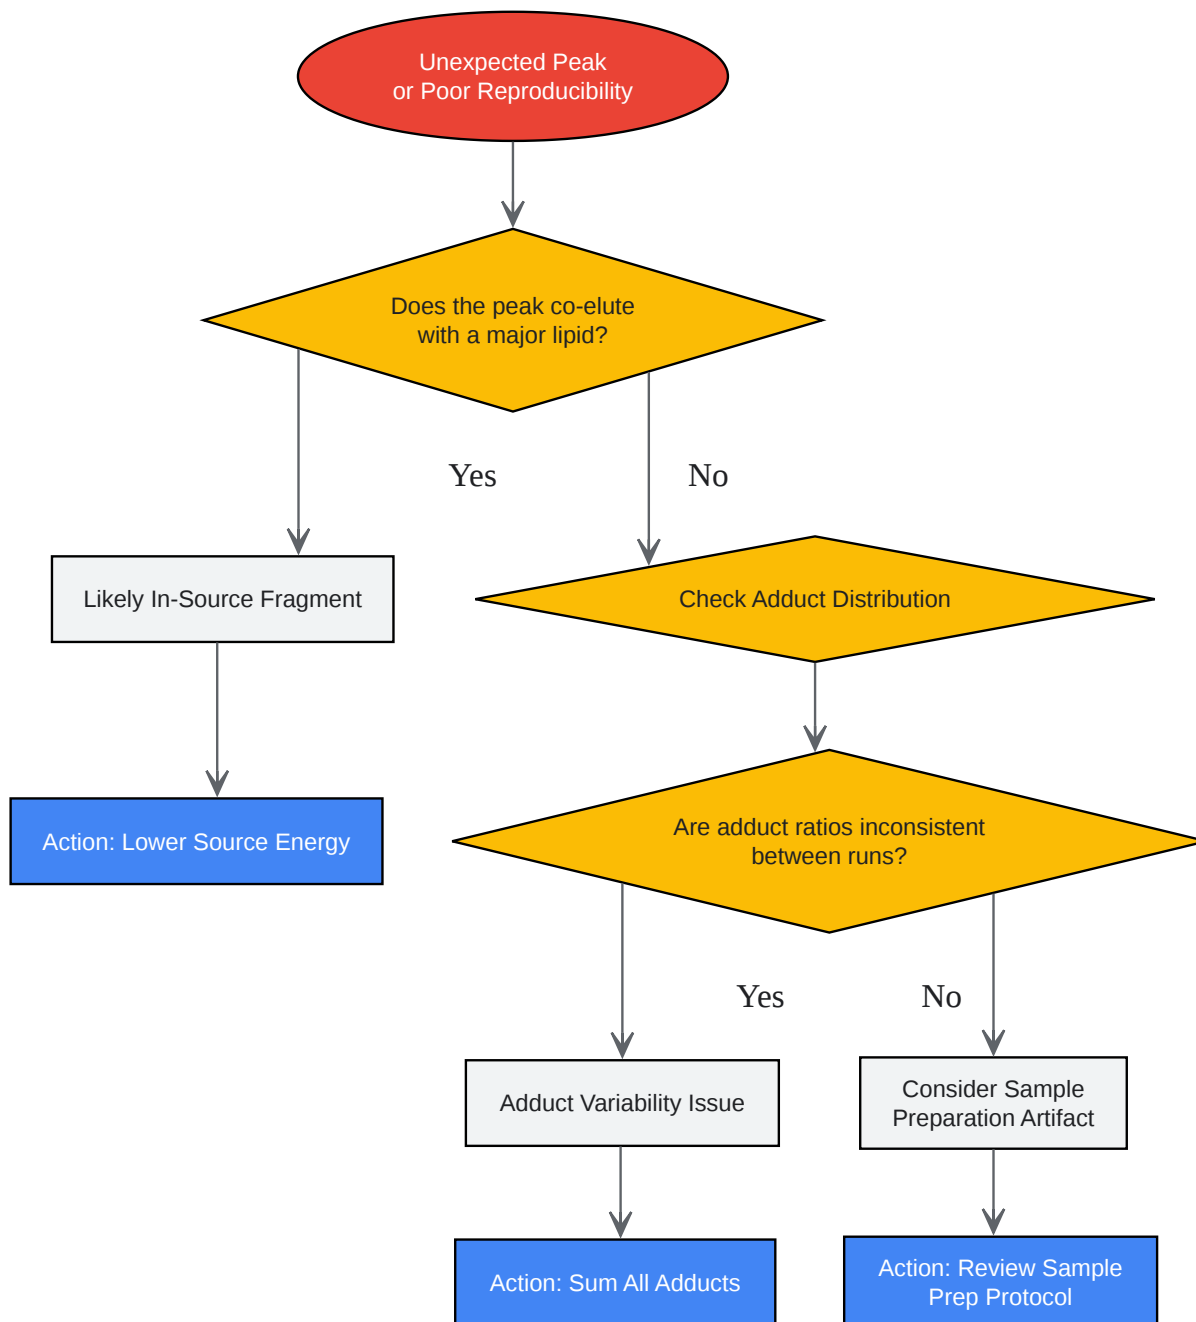 Unexpected Peak
or Poor Reproducibility
Does the peak co-elute
with a major lipid?
Yes
No
Likely In-Source Fragment
Check Adduct Distribution
Action: Lower Source Energy
Are adduct ratios inconsistent
between runs?
Yes
No
Adduct Variability Issue
Consider Sample
Preparation Artifact
Action: Sum All Adducts
Action: Review Sample
Prep Protocol